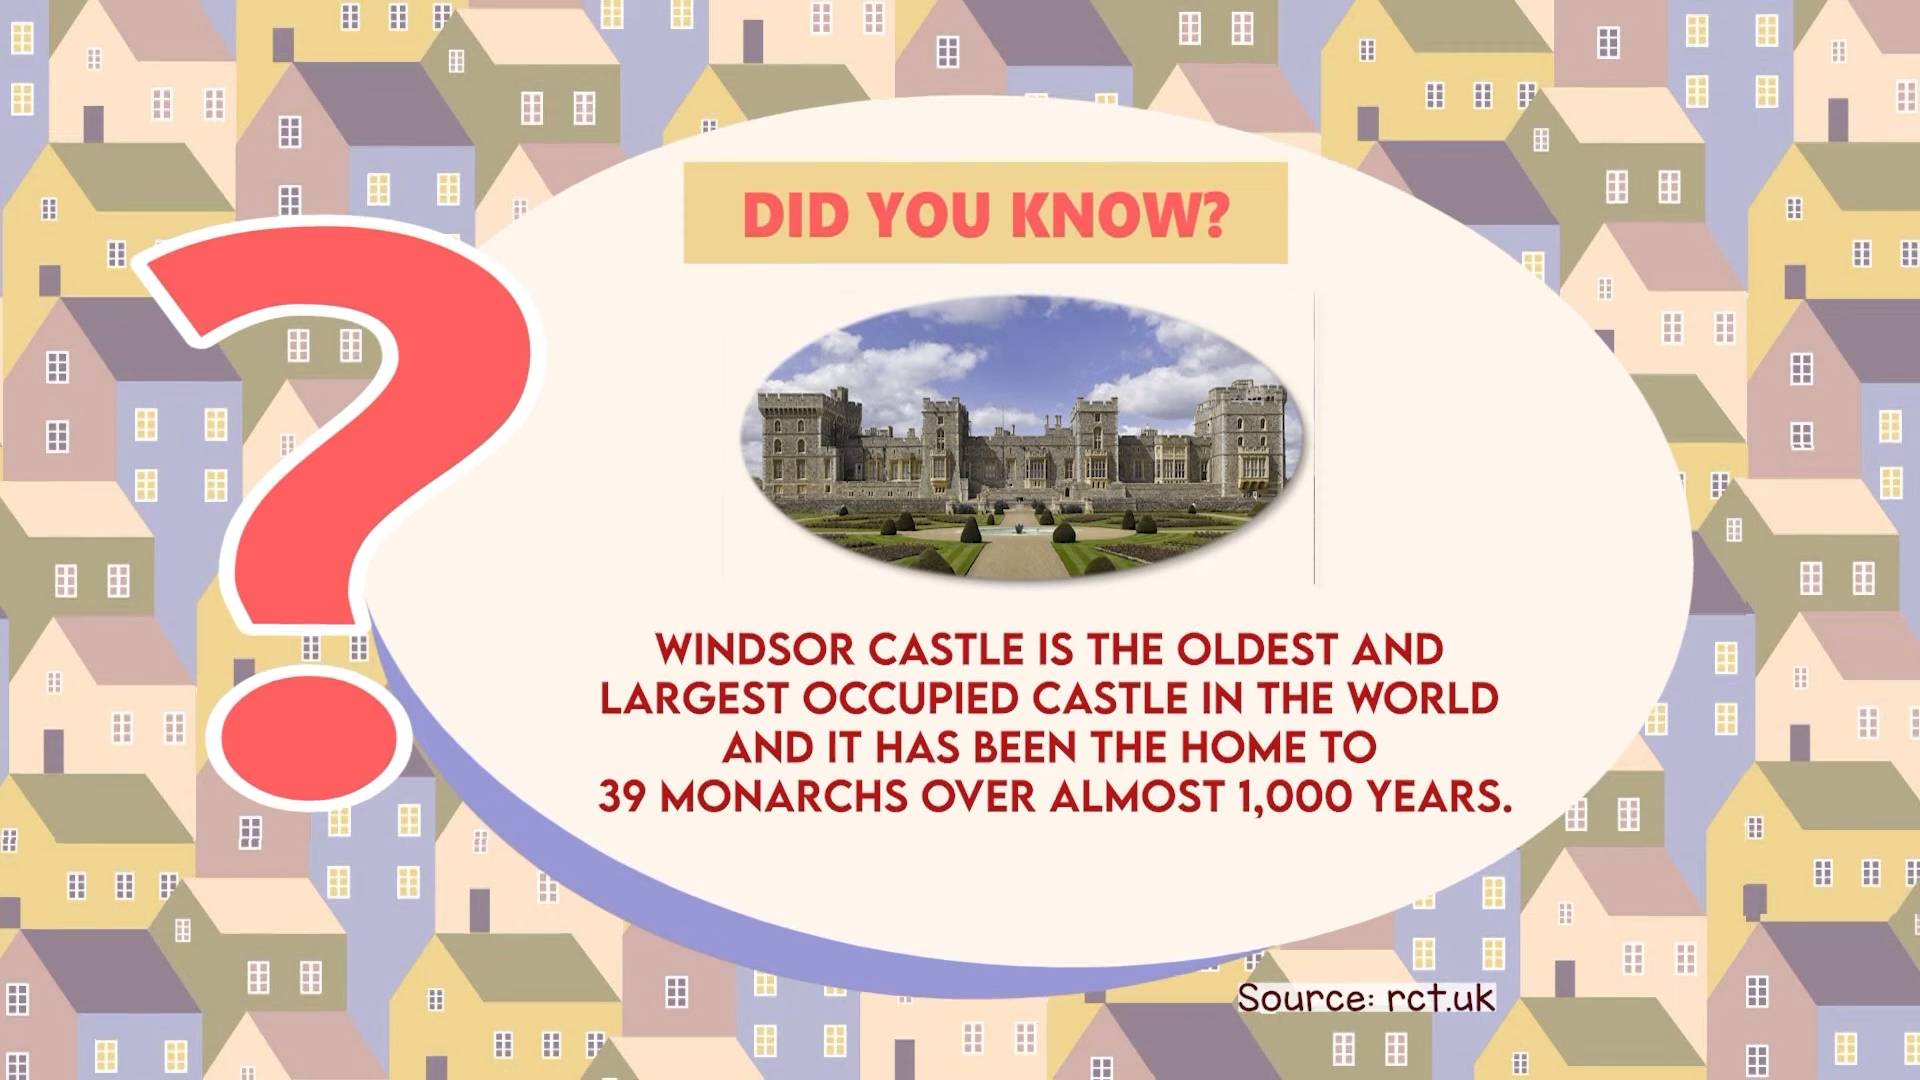 DID YOU KNOW?
WINDSOR CASTLE IS THE OLDEST AND
LARGEST OCCUPIED CASTLE IN THE WORLD
AND IT HAS BEEN THE HOME TO
39 MONARCHS OVER ALMOST 1,000 YEARS.
Source: rct.uk